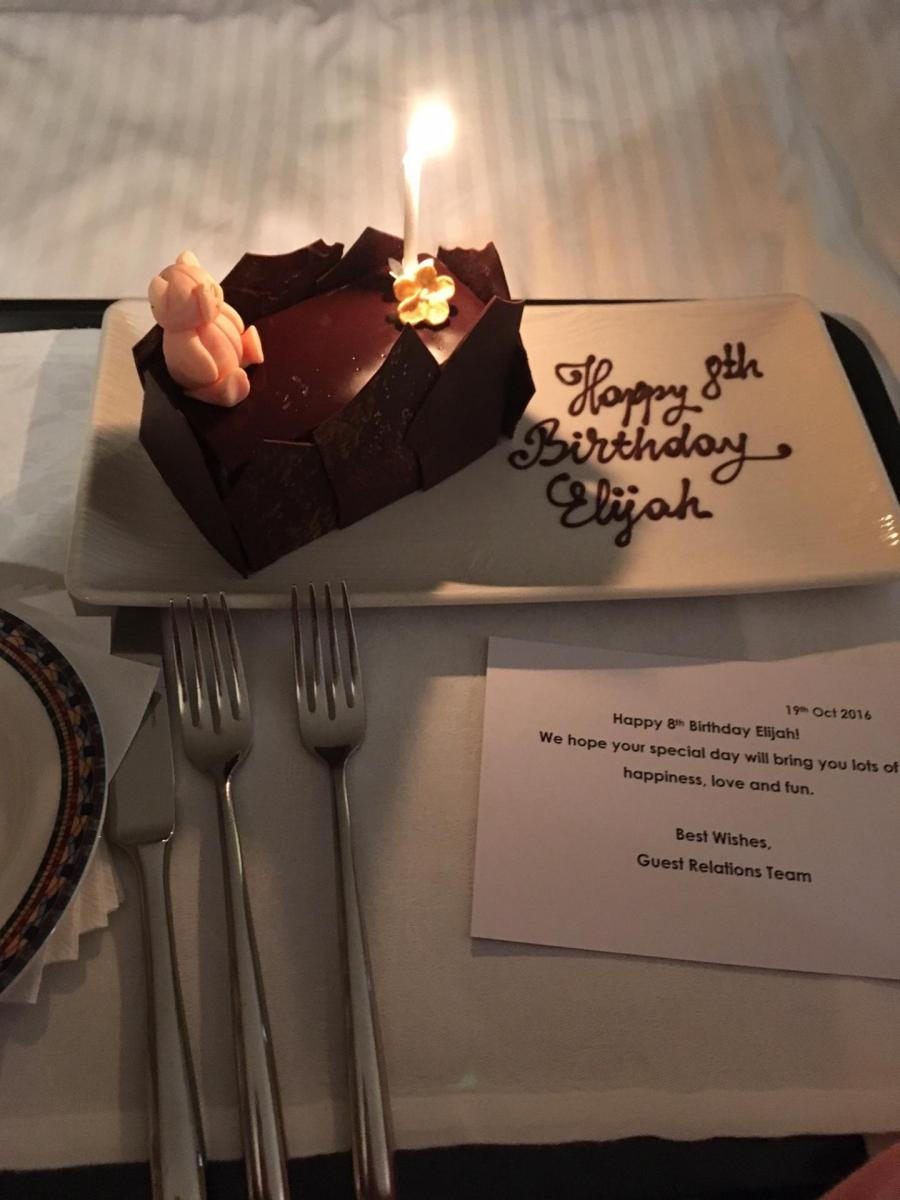 Happy 8th
Birthday
Elijah
19th Oct 2016
Happy 8th Birthday Elijah!
We hope your special day will bring you lots of
happiness, love and fun.
Best Wishes,
Guest Relations Team